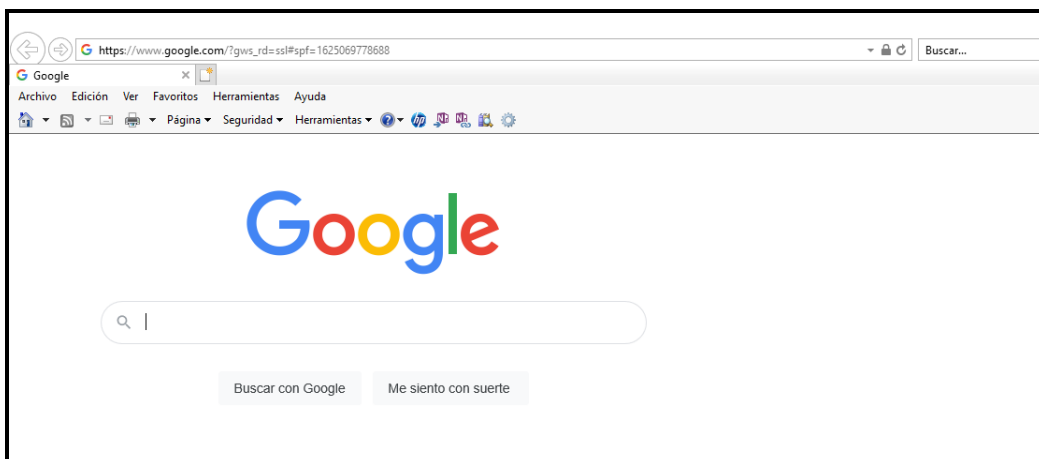 https://www.google.com/?gws_rd=ssl#spf=1625069778688 Buscar...
Google
Archivo Edición Ver Favoritos Herramientas Ayuda
Página Seguridad Herramientas
Google
Buscar con Google Me siento con suerte